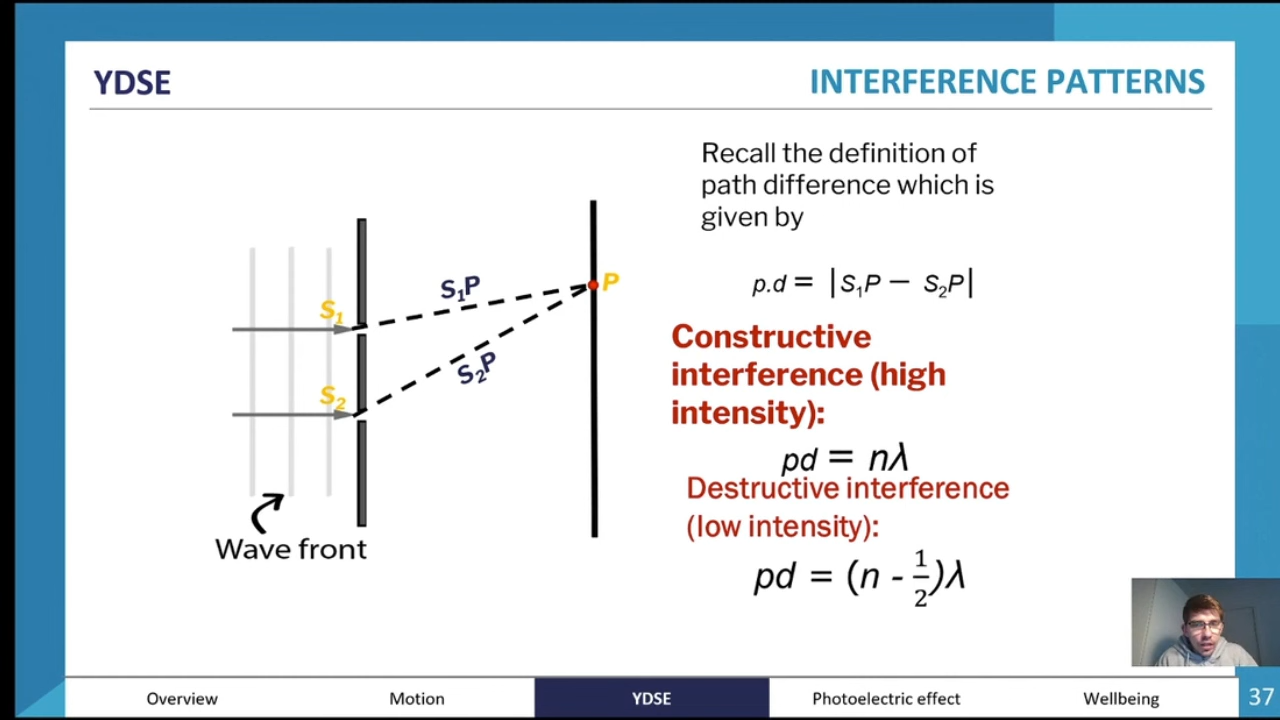 YDSE
INTERFERENCE PATTERNS
Recall the definition of
path difference which is
given by
p.d = |S₁P − S₂P|
Constructive
interference (high
intensity):
pd = nλ
Destructive interference
(low intensity):
pd = (n - 1/2)λ
S₁P
P
S₁
S₂P
S₂
Wave front
Overview
Motion
YDSE
Photoelectric effect
Wellbeing
37